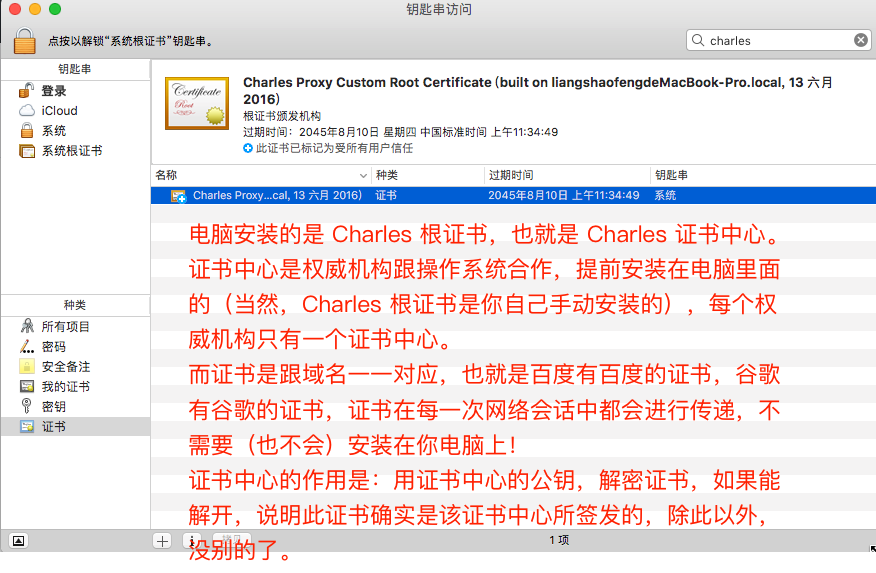 钥匙串访问
点按以解锁“系统根证书”钥匙串。
charles
钥匙串
登录
iCloud
系统
系统根证书
Certificate
Root
Charles Proxy Custom Root Certificate (built on liangshaofengdeMacBook-Pro.local, 13 六月
2016)
根证书颁发机构
过期时间：2045年8月10日 星期四 中国标准时间 上午11:34:49
此证书已标记为受所有用户信任
名称 种类 过期时间 钥匙串
Charles Proxy...cal, 13 六月 2016) 证书 2045年8月10日 上午11:34:49 系统
电脑安装的是 Charles 根证书，也就是 Charles 证书中心。
证书中心是权威机构跟操作系统合作，提前安装在电脑里面
的（当然，Charles 根证书是你自己手动安装的），每个权
威机构只有一个证书中心。
而证书是跟域名一一对应，也就是百度有百度的证书，谷歌
有谷歌的证书，证书在每一次网络会话中都会进行传递，不
需要（也不会）安装在你电脑上！
证书中心的作用是：用证书中心的公钥，解密证书，如果能
解开，说明此证书确实是该证书中心所签发的，除此以外，
没别的了。
种类
所有项目
密码
安全备注
我的证书
密钥
证书
1 项